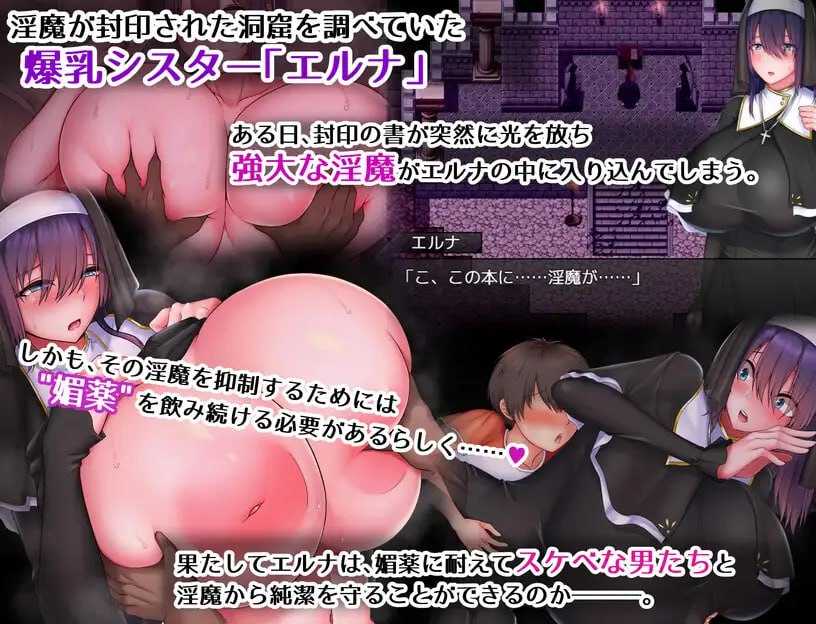 淫魔が封印された洞窟を調べていた
爆乳シスター「エルナ」
ある日、封印の書が突然に光を放ち
強大な淫魔がエルナの中に入り込んでしまう。
エルナ
「こ、この本に……淫魔が……」
しかも、その淫魔を抑制するためには
"媚薬"を飲み続ける必要があるらしく……♥
果たしてエルナは、媚薬に耐えてスケベな男たちと
淫魔から純潔を守ることができるのか―――。